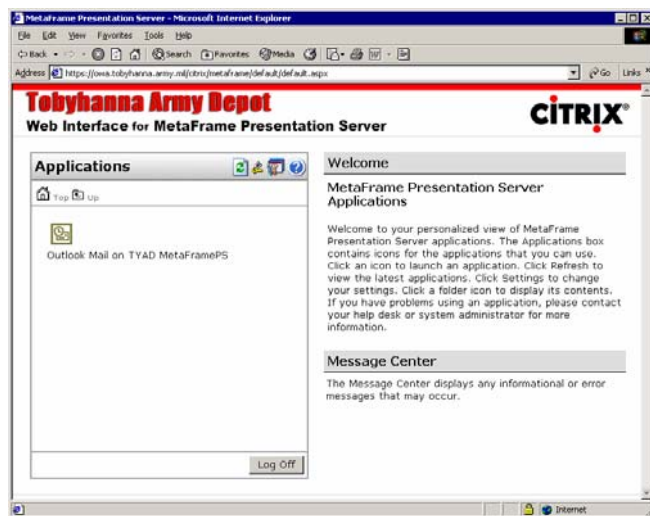 MetaFrame Presentation Server - Microsoft Internet Explorer
File Edit View Favorites Tools Help
Back Search Favorites Media
Address https://owa.tobyhanna.army.mil/citrix/metaframe/default/default.aspx Go Links
Tobyhanna Army Depot
Web Interface for MetaFrame Presentation Server
CITRIX®
Applications
Top Up
Outlook Mail on TYAD MetaFramePS
Log Off
Welcome
MetaFrame Presentation Server
Applications
Welcome to your personalized view of MetaFrame
Presentation Server applications. The Applications box
contains icons for the applications that you can use.
Click an icon to launch an application. Click Refresh to
view the latest applications. Click Settings to change
your settings. Click a folder icon to display its contents.
If you have problems using an application, please contact
your help desk or system administrator for more
information.
Message Center
The Message Center displays any informational or error
messages that may occur.
Internet